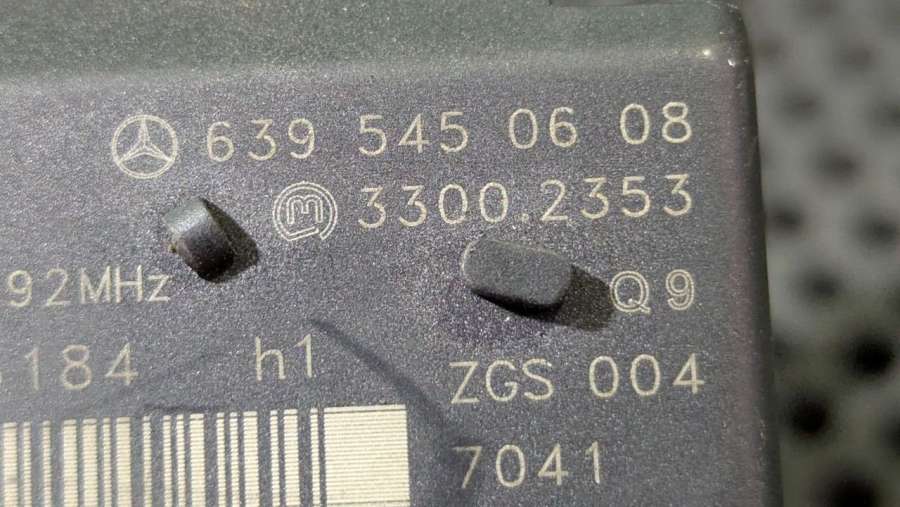 639 545 06 08
3300.2353
92MHz
Q9
184 h1
ZGS 004
7041